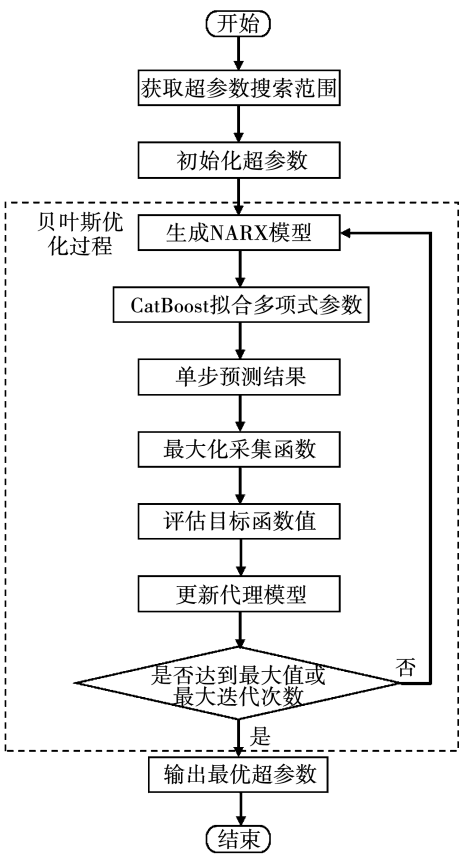 开始
获取超参数搜索范围
初始化超参数
贝叶斯优
化过程
生成NARX模型
CatBoost拟合多项式参数
单步预测结果
最大化采集函数
评估目标函数值
更新代理模型
是否达到最大值或
最大迭代次数
否
是
输出最优超参数
结束